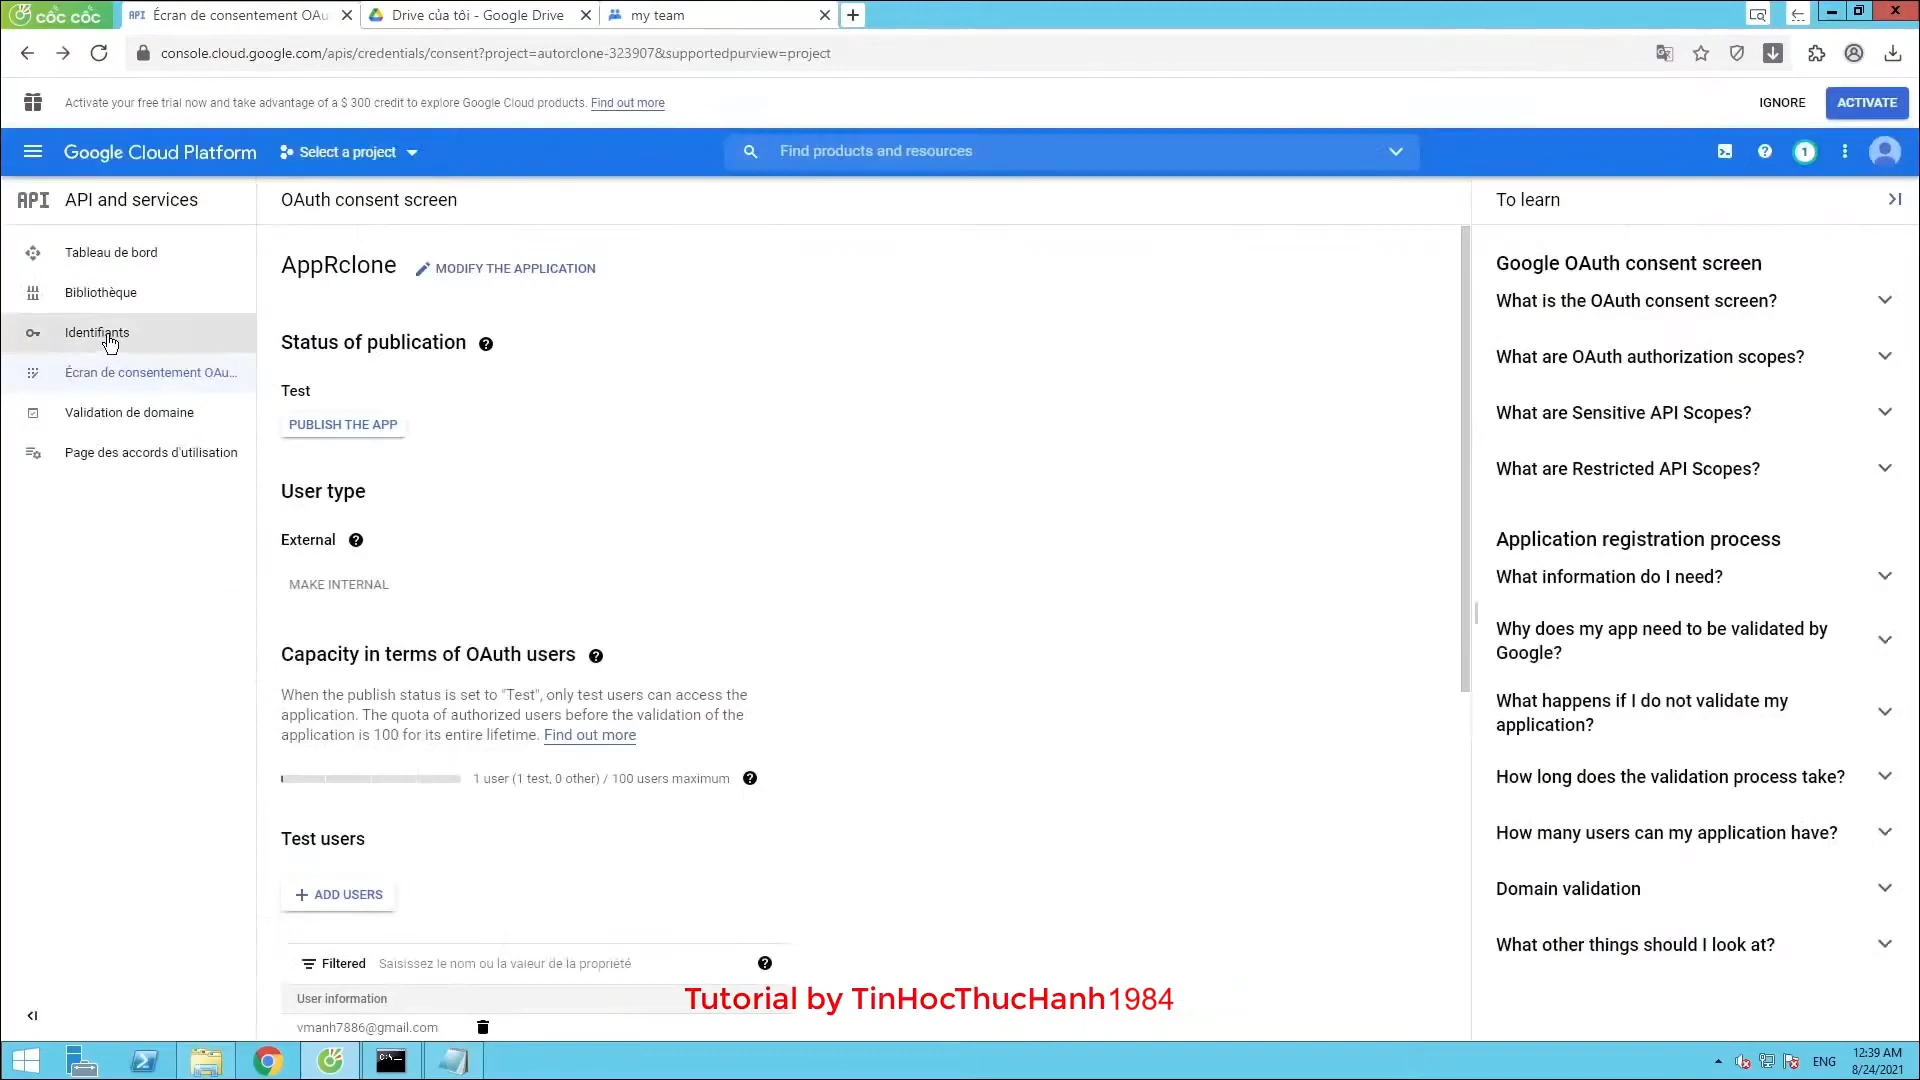 cốc cốc
API Écran de consentement OAu
Drive của tôi - Google Drive
my team
console.cloud.google.com/apis/credentials/consent?project=autorclone-323907&supportedpurview=project
Activate your free trial now and take advantage of a $ 300 credit to explore Google Cloud products. Find out more
IGNORE
ACTIVATE
Google Cloud Platform
Select a project
Find products and resources
1
API API and services
OAuth consent screen
To learn
Tableau de bord
Bibliothèque
Identifiants
Écran de consentement OAu...
Validation de domaine
Page des accords d'utilisation
AppRclone
MODIFY THE APPLICATION
Status of publication
Test
PUBLISH THE APP
User type
External
MAKE INTERNAL
Capacity in terms of OAuth users
When the publish status is set to "Test", only test users can access the
application. The quota of authorized users before the validation of the
application is 100 for its entire lifetime. Find out more
1 user (1 test, 0 other) / 100 users maximum
Test users
ADD USERS
Filtered Saisissez le nom ou la valeur de la propriété
User information
vmanh7886@gmail.com
Google OAuth consent screen
What is the OAuth consent screen?
What are OAuth authorization scopes?
What are Sensitive API Scopes?
What are Restricted API Scopes?
Application registration process
What information do I need?
Why does my app need to be validated by
Google?
What happens if I do not validate my
application?
How long does the validation process take?
How many users can my application have?
Domain validation
What other things should I look at?
Tutorial by TinHocThucHanh1984
ENG
12:39 AM
8/24/2021